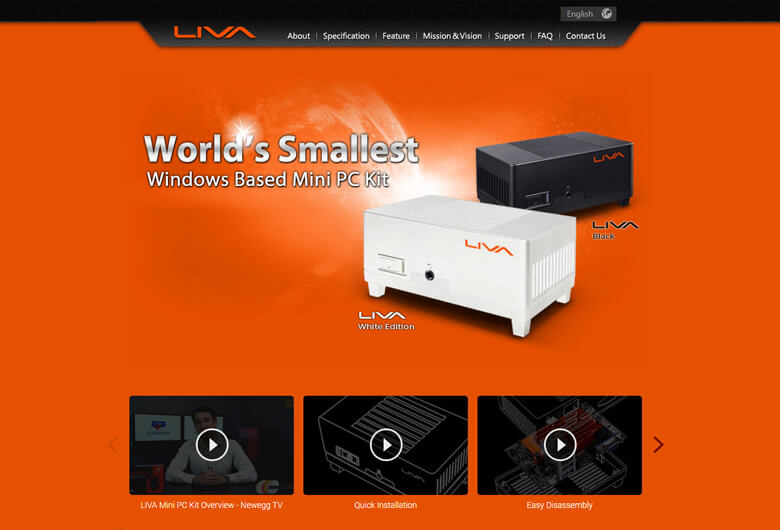 English
LIVA
About
Specification
Feature
Mission & Vision
Support
FAQ
Contact Us
World's Smallest
Windows Based Mini PC Kit
LIVA
LIVA
Black
LIVA
LIVA
White Edition
LIVA
LIVA Mini PC Kit Overview - Newegg TV
Quick Installation
Easy Disassembly